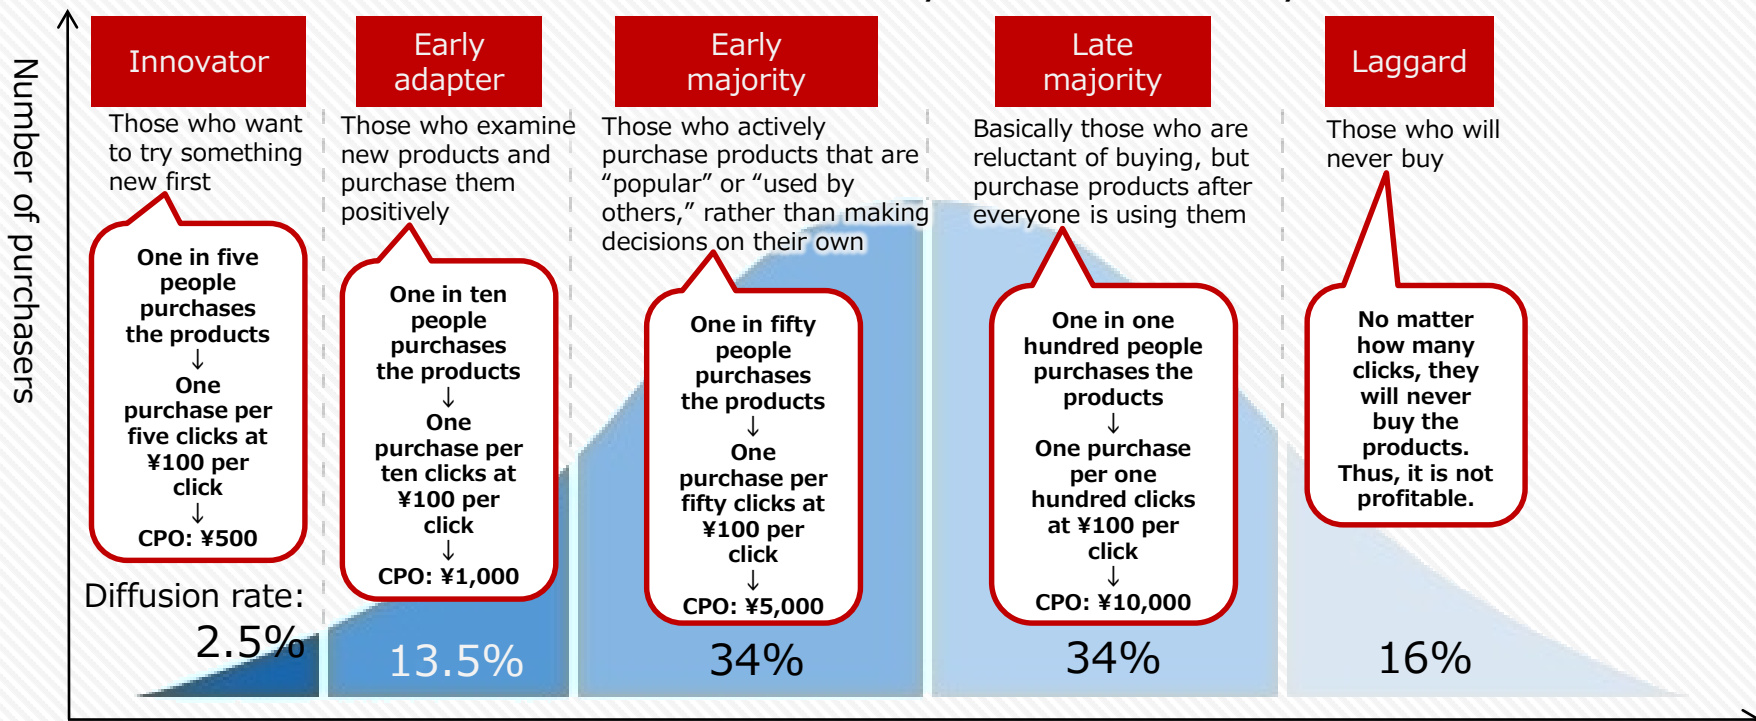 Number of purchasers
Innovator
Those who want
to try something
new first
One in five
people
purchases
the products
↓
One
purchase per
five clicks at
¥100 per
click
↓
CPO: ¥500
Diffusion rate:
2.5%
Early
adapter
Those who examine
new products and
purchase them
positively
One in ten
people
purchases
the products
↓
One
purchase per
ten clicks at
¥100 per
click
↓
CPO: ¥1,000
13.5%
Early
majority
Those who actively
purchase products that are
“popular” or “used by
others,” rather than making
decisions on their own
One in fifty
people
purchases
the products
↓
One
purchase per
fifty clicks at
¥100 per
click
↓
CPO: ¥5,000
34%
Late
majority
Basically those who are
reluctant of buying, but
purchase products after
everyone is using them
One in one
hundred people
purchases the
products
↓
One purchase
per one
hundred clicks
at ¥100 per
click
↓
CPO: ¥10,000
34%
Laggard
Those who will
never buy
No matter
how many
clicks, they
will never
buy the
products.
Thus, it is not
profitable.
16%